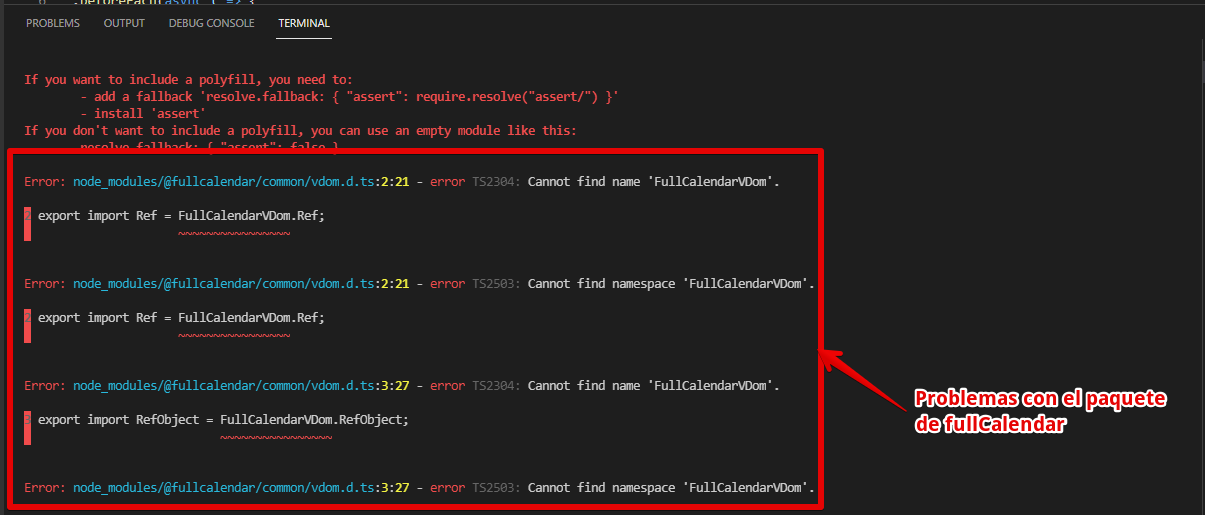 .beforeEach(async ( =>
PROBLEMS OUTPUT DEBUG CONSOLE TERMINAL
If you want to include a polyfill, you need to:
- add a fallback 'resolve.fallback: { "assert": require.resolve("assert/") }'
- install 'assert'
If you don't want to include a polyfill, you can use an empty module like this:
resolve.fallback: { "assert": false }
Error: node_modules/@fullcalendar/common/vdom.d.ts:2:21 - error TS2304: Cannot find name 'FullCalendarVDom'.
2 export import Ref = FullCalendarVDom.Ref;
~~~~~~~~~~~~~~~~
Error: node_modules/@fullcalendar/common/vdom.d.ts:2:21 - error TS2503: Cannot find namespace 'FullCalendarVDom'.
2 export import Ref = FullCalendarVDom.Ref;
~~~~~~~~~~~~~~~~
Error: node_modules/@fullcalendar/common/vdom.d.ts:3:27 - error TS2304: Cannot find name 'FullCalendarVDom'.
3 export import RefObject = FullCalendarVDom.RefObject;
~~~~~~~~~~~~~~~~
Problemas con el paquete
de fullCalendar
Error: node_modules/@fullcalendar/common/vdom.d.ts:3:27 - error TS2503: Cannot find namespace 'FullCalendarVDom'.